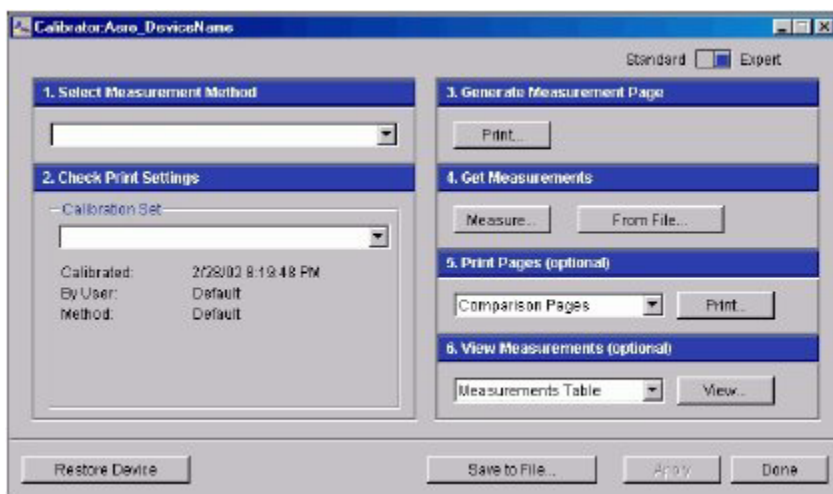 Calibrator:Aero_DeviceName
Standard Expert
1. Select Measurement Method
2. Check Print Settings
Calibration Set
Calibrated: 2/28/02 8:19:48 PM
By User: Default
Method: Default
3. Generate Measurement Page
Print...
4. Get Measurements
Measure... From File...
5. Print Pages (optional)
Comparison Pages Print...
6. View Measurements (optional)
Measurements Table View...
Restore Device Save to File... Apply Done